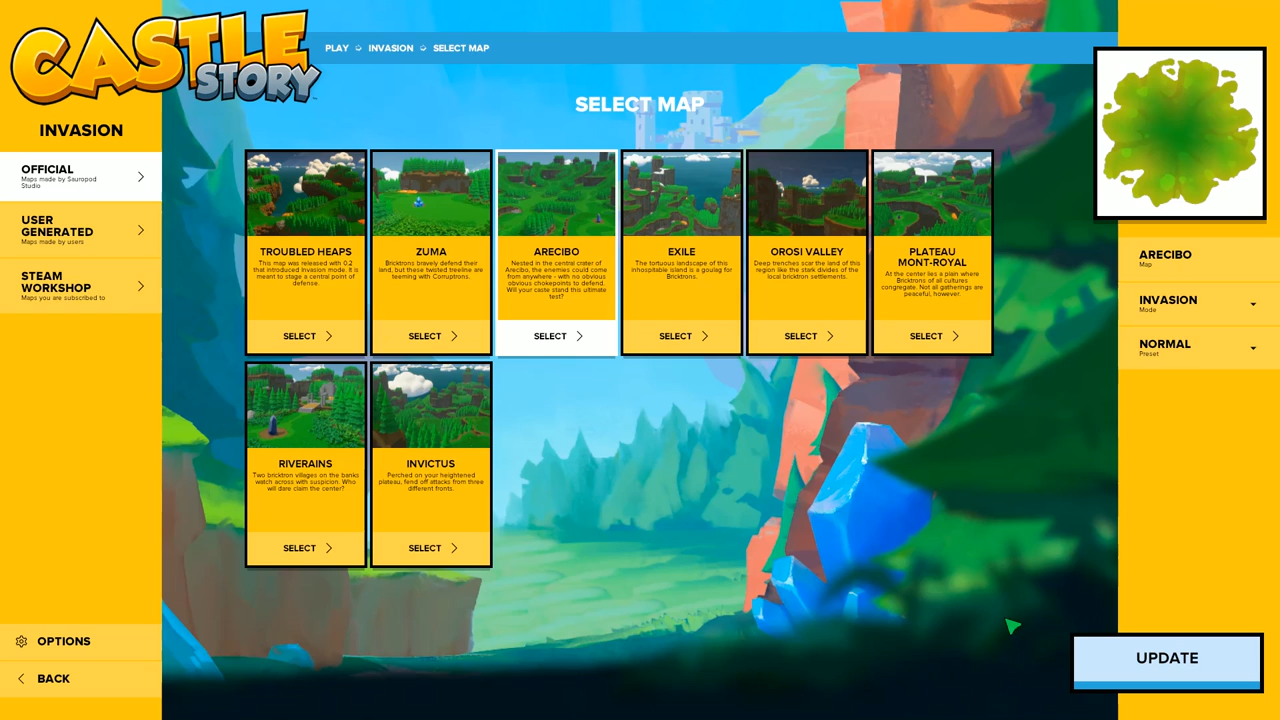 CASTLE
STORY
PLAY INVASION SELECT MAP
SELECT MAP
INVASION
OFFICIAL
Maps made by Sauropod
Studio
USER
GENERATED
Maps made by users
STEAM
WORKSHOP
Maps you are subscribed to
OPTIONS
BACK
TROUBLED HEAPS
This map was released with 0.2
that introduced Invasion mode. It is
meant to stage a central point of
defense.
SELECT
ZUMA
Bricktrons bravely defend their
land, but these twisted treeline are
teeming with Corruptrons.
SELECT
ARECIBO
Nested in the central crater of
Arecibo, the enemies could come
from anywhere - with no obvious
obvious chokepoints to defend.
Will your caste stand this ultimate
test?
SELECT
EXILE
The tortuous landscape of this
inhospitable island is a goulag for
Bricktrons.
SELECT
OROSI VALLEY
Deep trenches scar the land of this
region like the stark divides of the
local bricktron settlements.
SELECT
PLATEAU
MONT-ROYAL
At the center lies a plain where
Bricktrons of all cultures
congregate. Not all gatherings are
peaceful, however.
SELECT
RIVERAINS
Two bricktron villages on the banks
watch across with suspicion. Who
will dare claim the center?
SELECT
INVICTUS
Perched on your heightened
plateau, fend off attacks from three
different fronts.
SELECT
ARECIBO
Map
INVASION
Mode
NORMAL
Preset
UPDATE